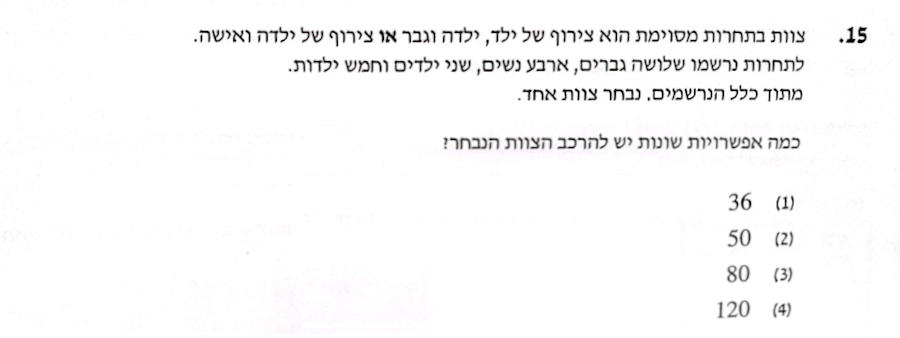 15. צוות בתחרות מסוימת הוא צירוף של ילד, ילדה וגבר או צירוף של ילדה ואישה.
לתחרות נרשמו שלושה גברים, ארבע נשים, שני ילדים וחמש ילדות.
מתוך כלל הנרשמים, נבחר צוות אחד.
כמה אפשרויות שונות יש להרכב הצוות הנבחר?
(1) 36
(2) 50
(3) 80
(4) 120